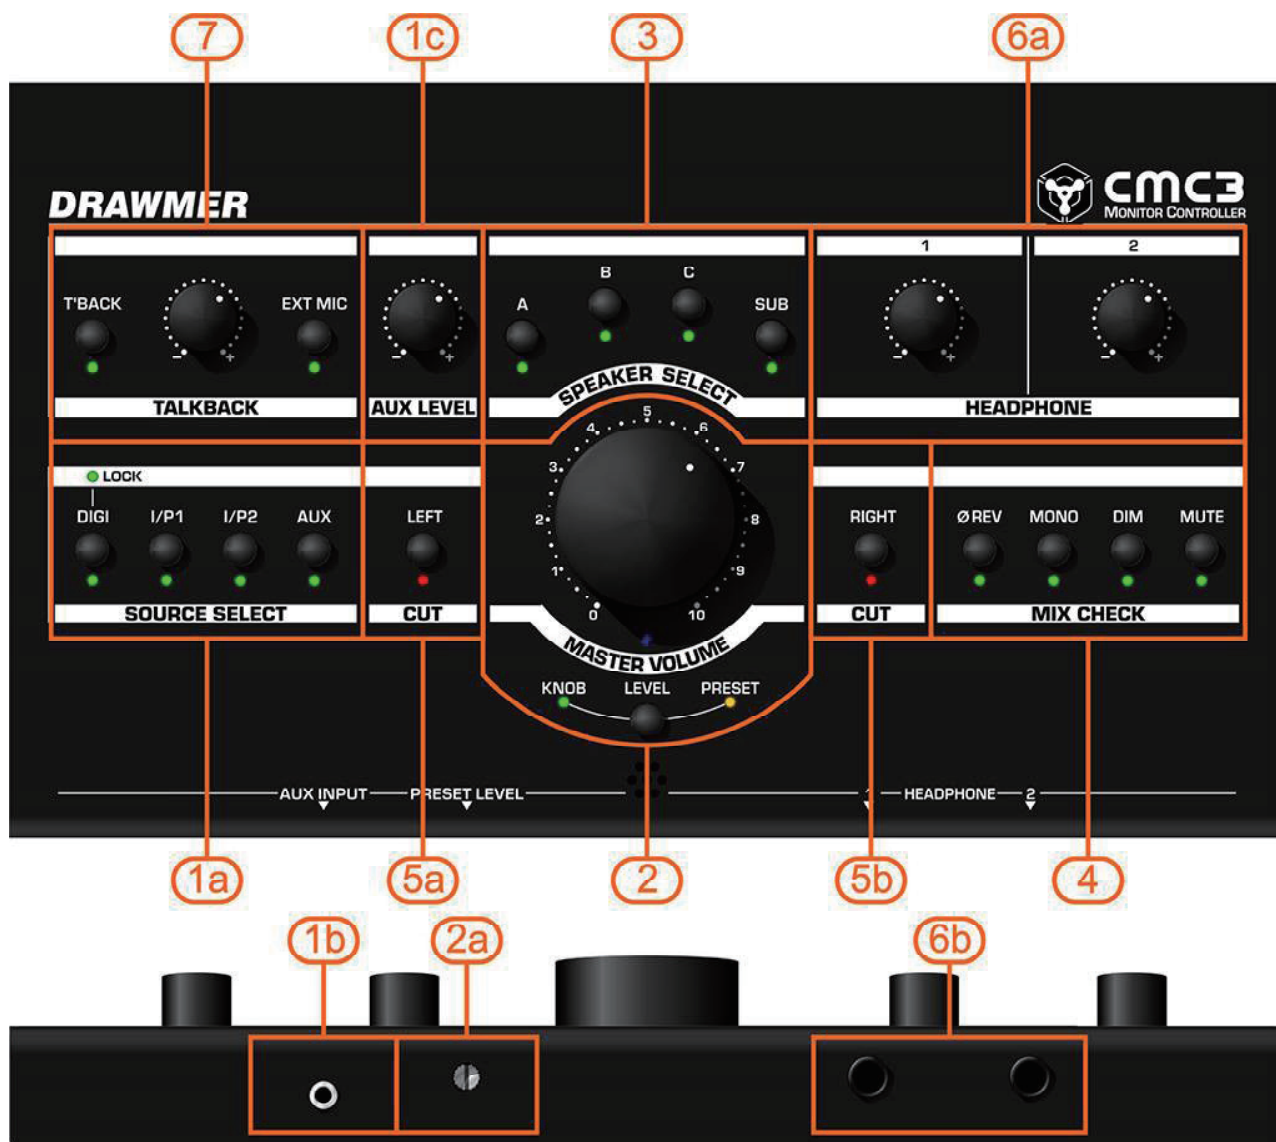 7 1c 3 6a
DRAWMER
CMC3
MONITOR CONTROLLER
1 2
B C
T'BACK EXT MIC A SUB
- + - + - + - +
SPEAKER SELECT
TALKBACK AUX LEVEL HEADPHONE
0 1 2 3 4 5 6 7 8 9 10
LOCK
DIGI I/P1 I/P2 AUX LEFT RIGHT ØREV MONO DIM MUTE
SOURCE SELECT CUT CUT MIX CHECK
MASTER VOLUME
KNOB LEVEL PRESET
AUX INPUT PRESET LEVEL 1 HEADPHONE 2
1a 5a 2 5b 4
1b 2a 6b